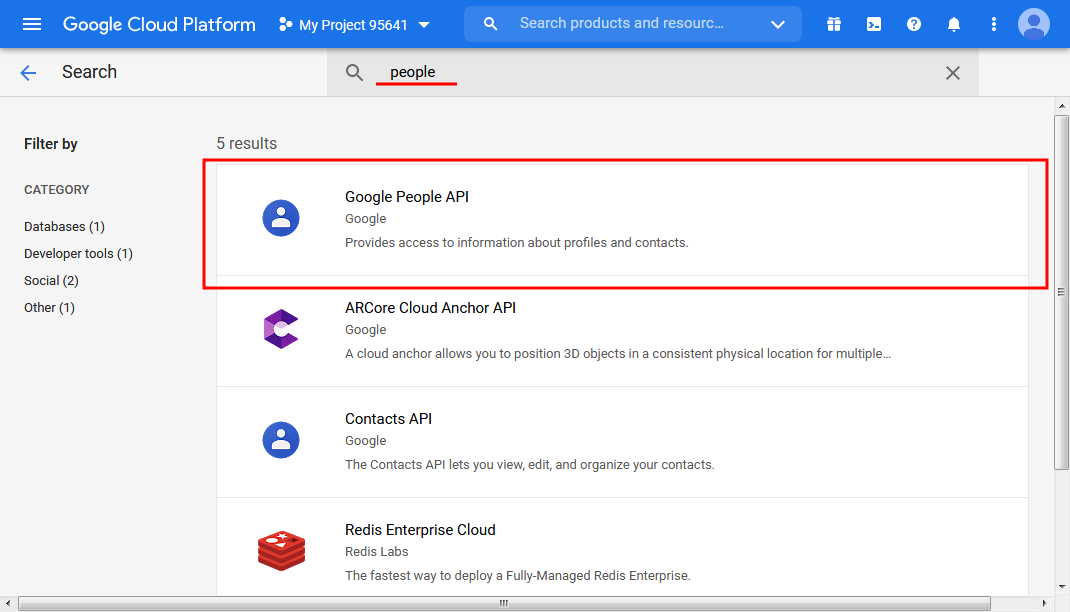 Google Cloud Platform
My Project 95641
Search products and resourc...
Search
people
Filter by
5 results
CATEGORY
Databases (1)
Developer tools (1)
Social (2)
Other (1)
Google People API
Google
Provides access to information about profiles and contacts.
ARCore Cloud Anchor API
Google
A cloud anchor allows you to position 3D objects in a consistent physical location for multiple...
Contacts API
Google
The Contacts API lets you view, edit, and organize your contacts.
Redis Enterprise Cloud
Redis Labs
The fastest way to deploy a Fully-Managed Redis Enterprise.